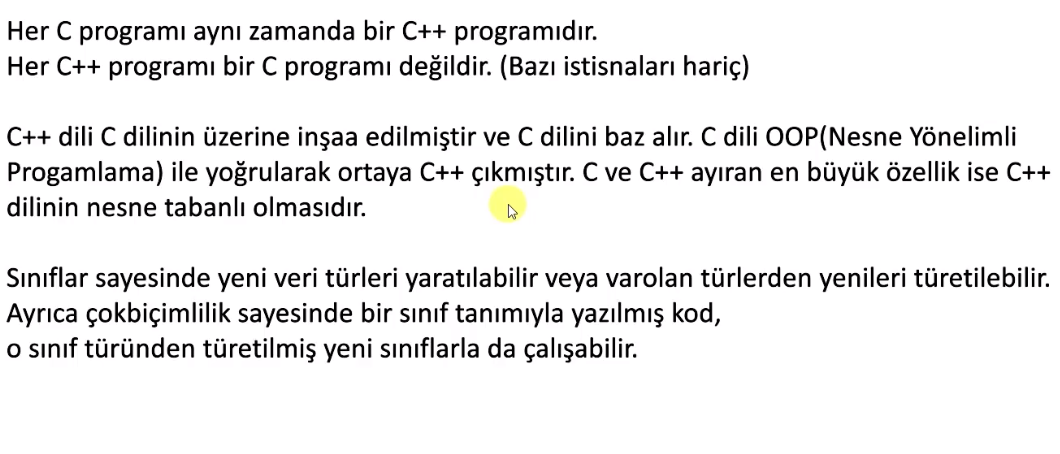 Her C programı aynı zamanda bir C++ programıdır.
Her C++ programı bir C programı değildir. (Bazı istisnaları hariç)
C++ dili C dilinin üzerine inşaa edilmiştir ve C dilini baz alır. C dili OOP(Nesne Yönelimli
Progamlama) ile yoğrularak ortaya C++ çıkmıştır. C ve C++ ayıran en büyük özellik ise C++
dilinin nesne tabanlı olmasıdır.
Sınıflar sayesinde yeni veri türleri yaratılabilir veya varolan türlerden yenileri türetilebilir.
Ayrıca çokbiçimlilik sayesinde bir sınıf tanımıyla yazılmış kod,
o sınıf türünden türetilmiş yeni sınıflarla da çalışabilir.